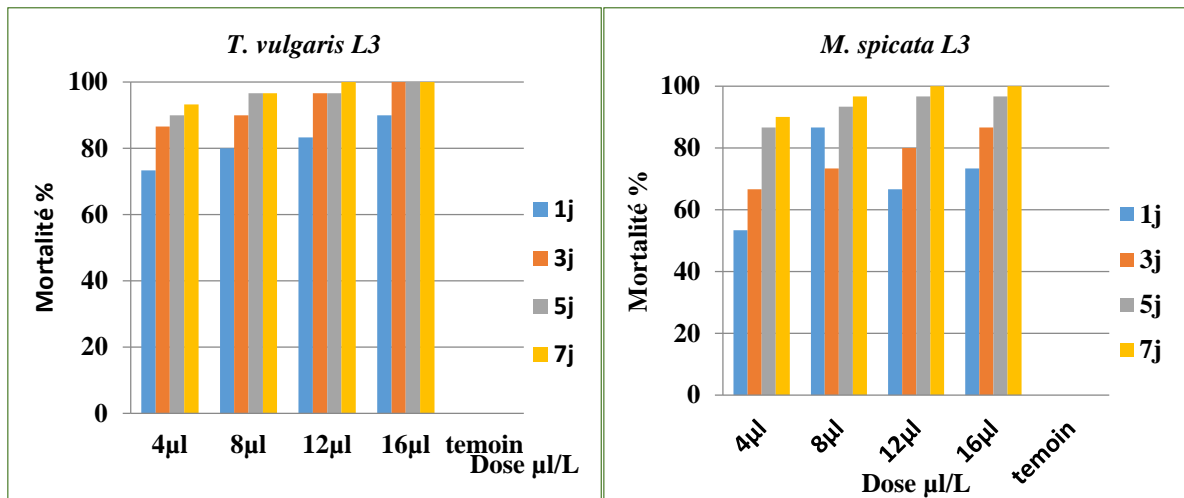 T. vulgaris L3
Mortalité %
100
80
60
40
20
0
4µl 8µl 12µl 16µl temoin
Dose µl/L
1j
3j
5j
7j
M. spicata L3
Mortalité %
100
80
60
40
20
0
4µl 8µl 12µl 16µl temoin
Dose µl/L
1j
3j
5j
7j